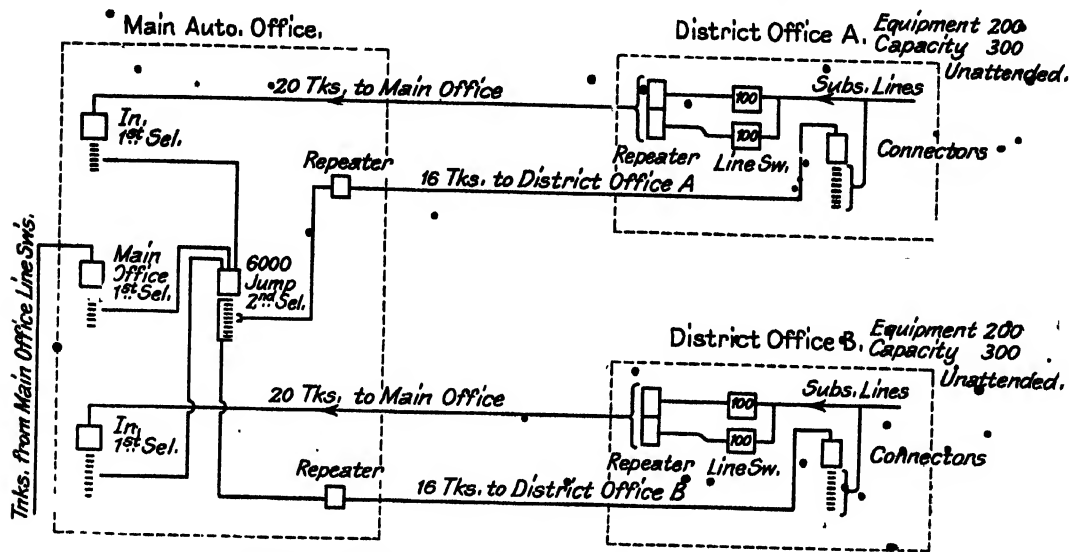 Main Auto. Office.
District Office A. Equipment 200
Capacity 300
Unattended.
20 Tks. to Main Office
Subs. Lines
100
100
In.
1st Sel.
Repeater
Repeater
Line Sw.
Connectors
16 Tks. to District Office A
Trnks. from Main Office Line Sws.
Main
Office
1st Sel.
6000
Jump
2nd Sel.
District Office B. Equipment 200
Capacity 300
Unattended.
20 Tks. to Main Office
Subs. Lines
100
100
In.
1st Sel.
Repeater
Repeater
Line Sw.
Connectors
16 Tks. to District Office B